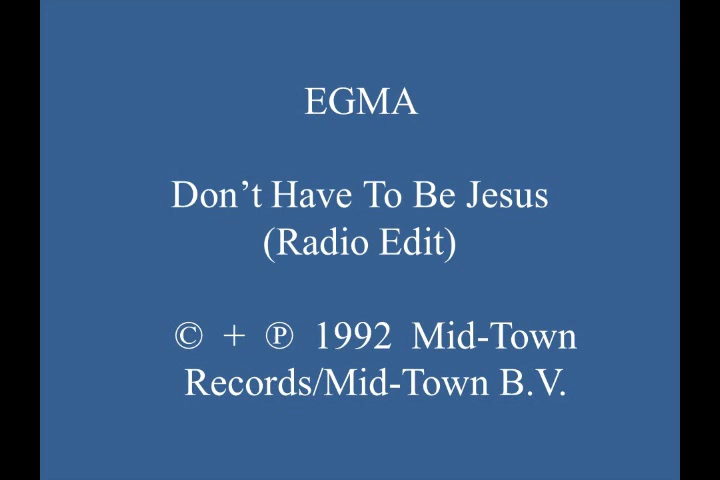 EGMA
Don’t Have To Be Jesus
(Radio Edit)
© + ℗ 1992 Mid-Town
Records/Mid-Town B.V.